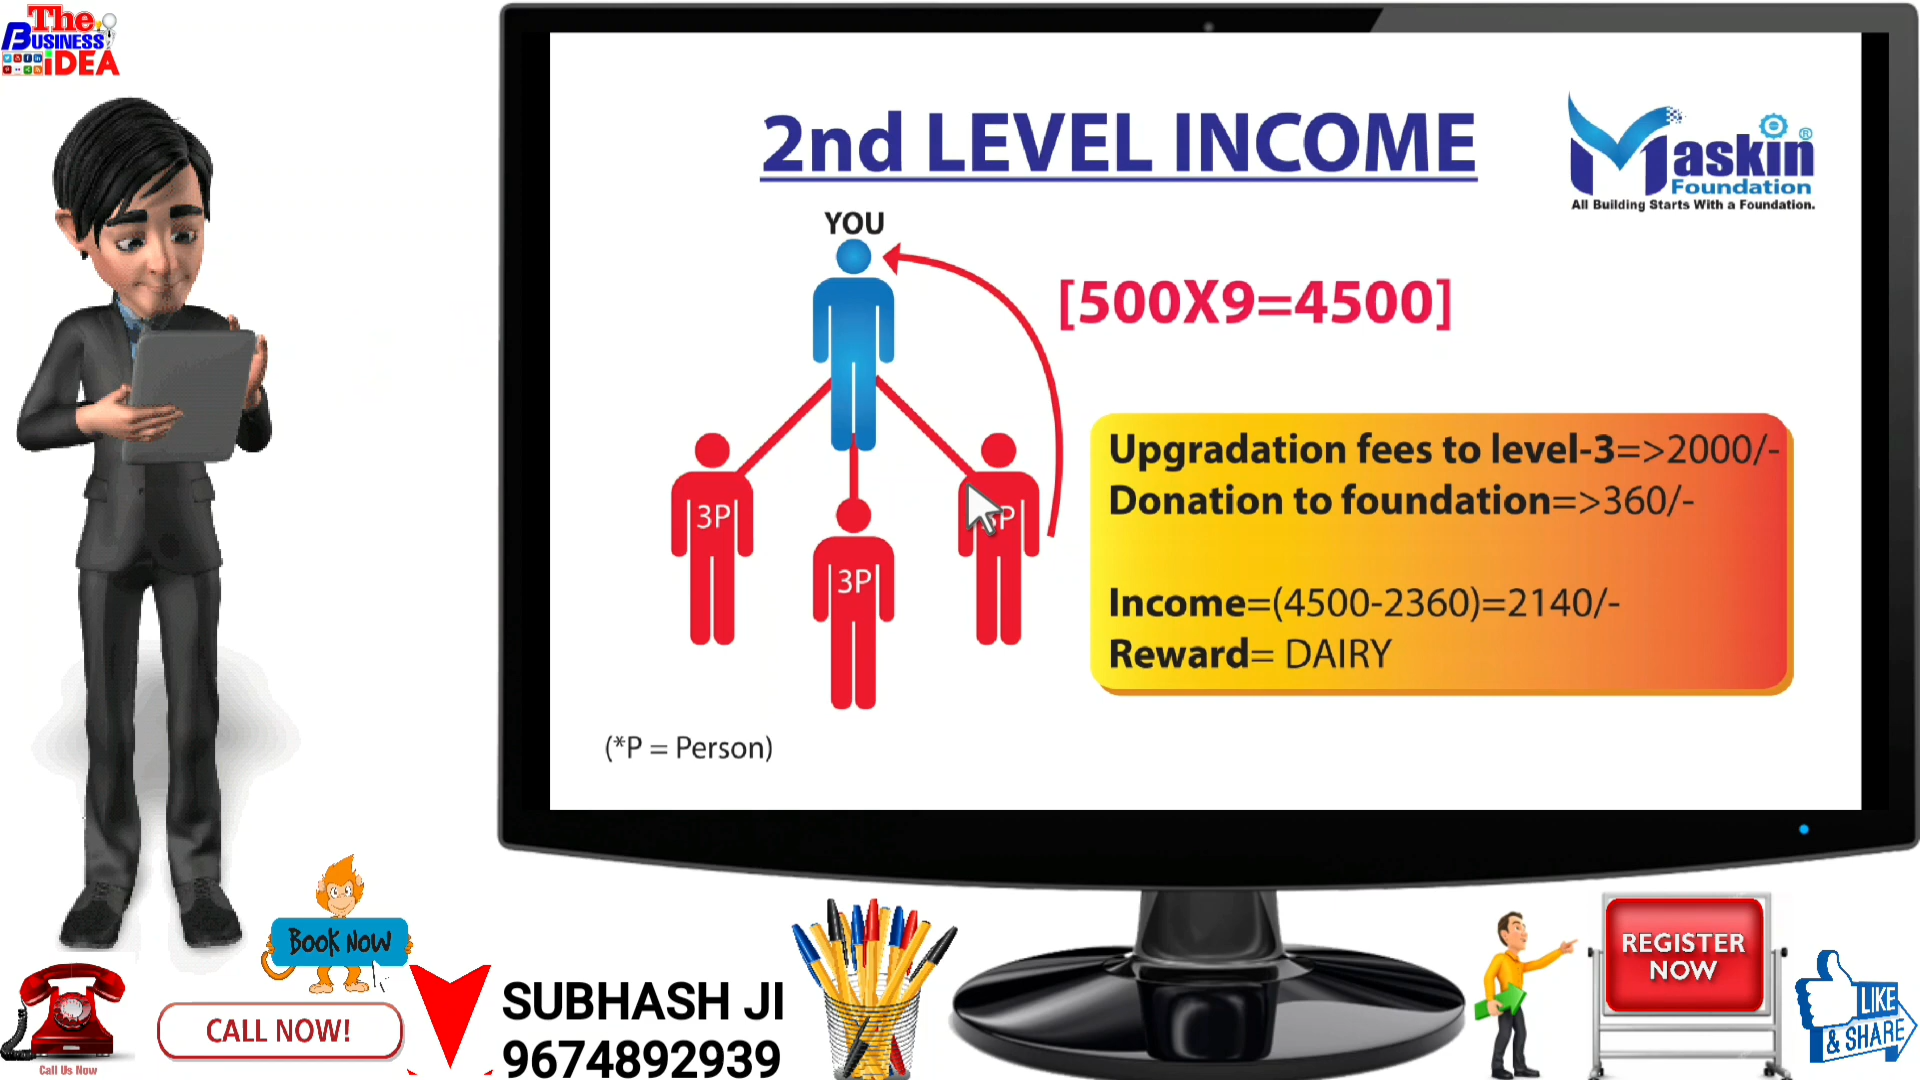 The
BUSINESS
iDEA
2nd LEVEL INCOME
Maskin ®
Foundation
All Building Starts With a Foundation.
YOU
[500X9=4500]
Upgradation fees to level-3=>2000/-
Donation to foundation=>360/-
Income=(4500-2360)=2140/-
Reward= DAIRY
3P
3P
P
(*P = Person)
BOOK NOW
CALL NOW!
Call Us Now
SUBHASH JI
9674892939
REGISTER
NOW
LIKE
& SHARE